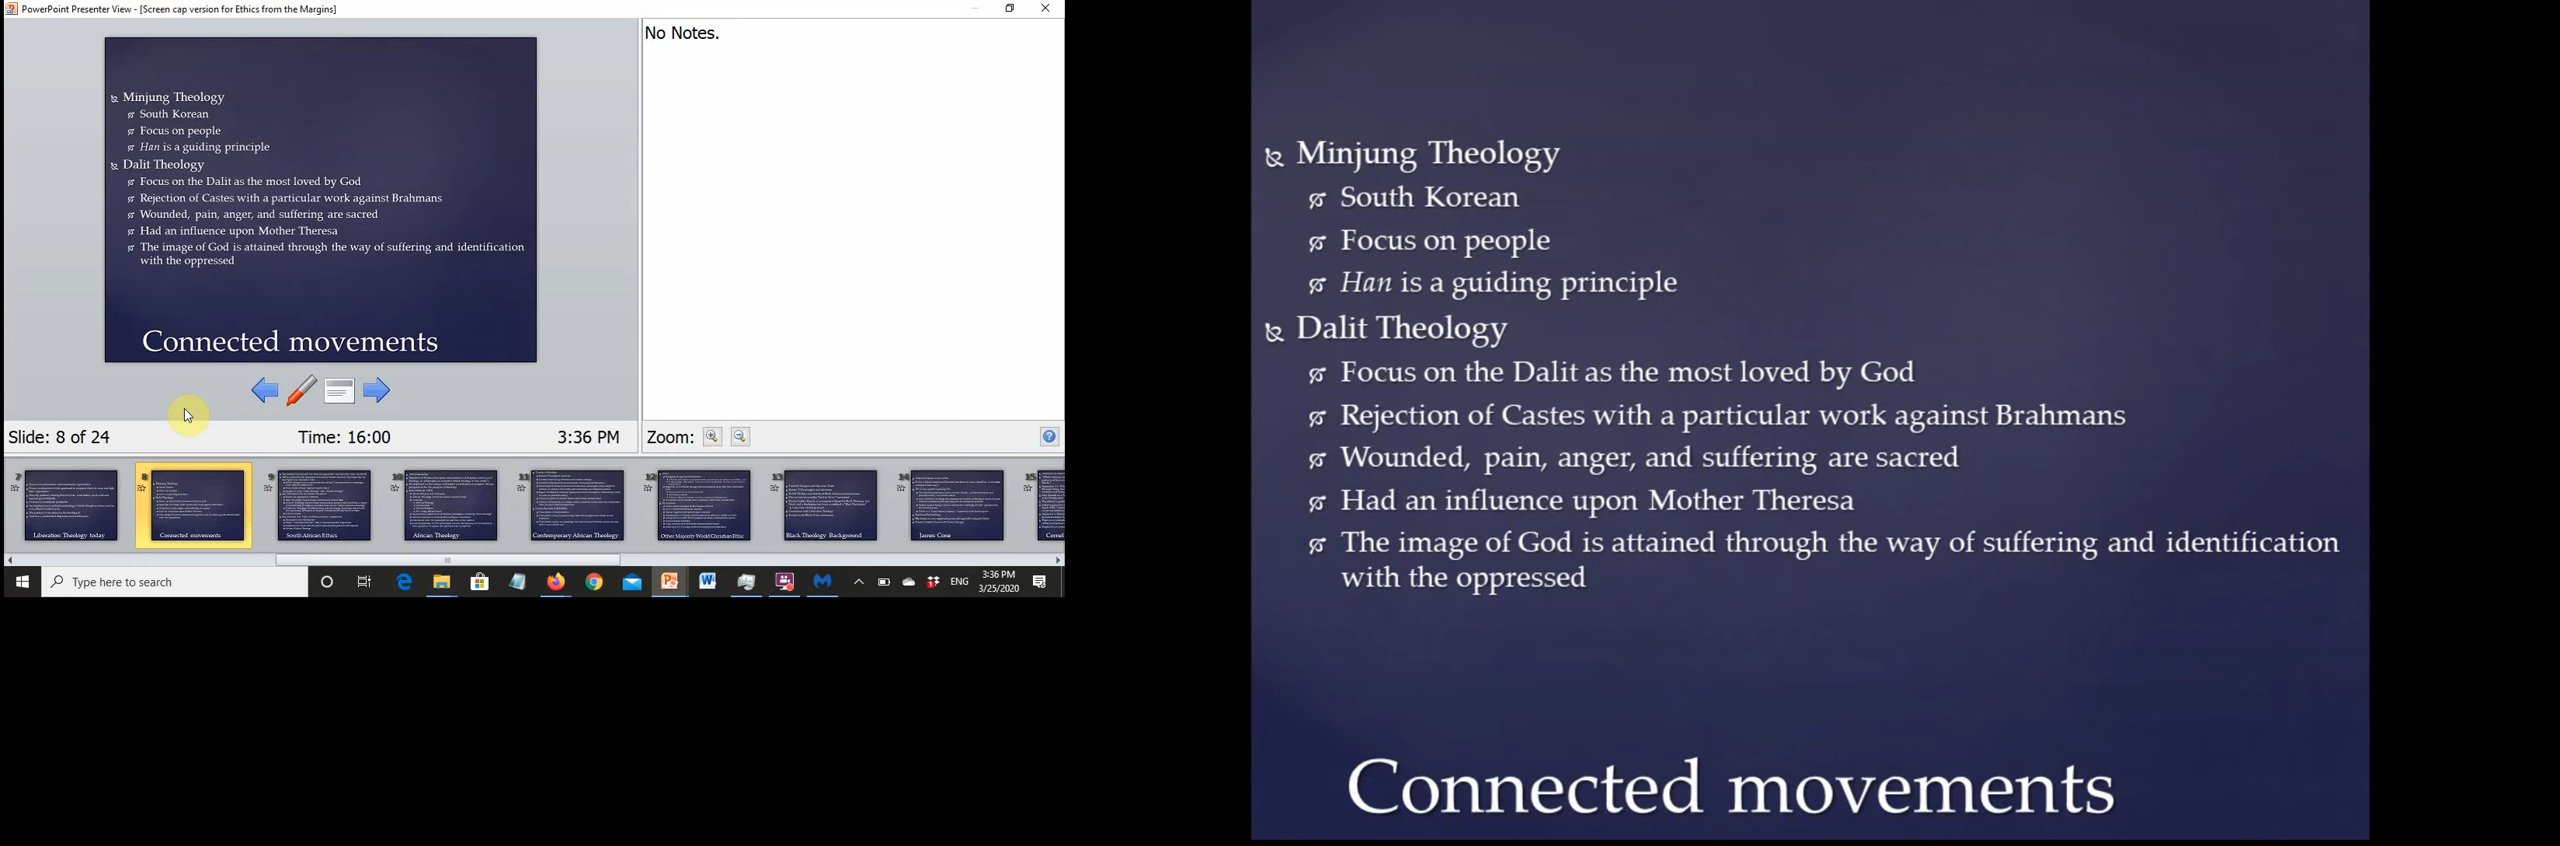 PowerPoint Presenter View - [Screen cap version for Ethics from the Margins]
Minjung Theology
South Korean
Focus on people
Han is a guiding principle
Dalit Theology
Focus on the Dalit as the most loved by God
Rejection of Castes with a particular work against Brahmans
Wounded, pain, anger, and suffering are sacred
Had an influence upon Mother Theresa
The image of God is attained through the way of suffering and identification
with the oppressed
Connected movements
No Notes.
Slide: 8 of 24
Time: 16:00
3:36 PM
Zoom:
7
8
9
10
11
12
13
14
15
Liberation Theology today
Connected movements
South African Ethics
African Theology
Contemporary African Theology
Other Majority World Christian Ethic
Black Theology Background
James Cone
Type here to search
ENG
3:36 PM
3/25/2020
Minjung Theology
South Korean
Focus on people
Han is a guiding principle
Dalit Theology
Focus on the Dalit as the most loved by God
Rejection of Castes with a particular work against Brahmans
Wounded, pain, anger, and suffering are sacred
Had an influence upon Mother Theresa
The image of God is attained through the way of suffering and identification
with the oppressed
Connected movements